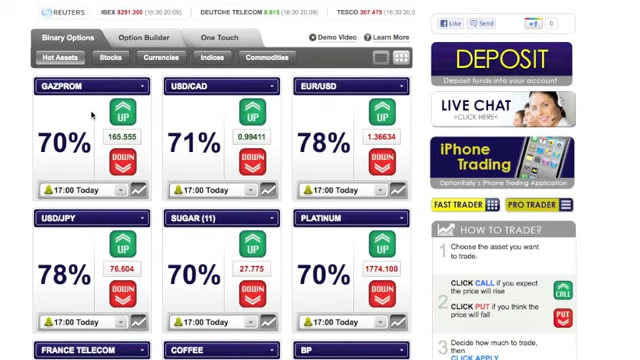 REUTERS IBEX 8291.300 (16:30 20,09) DEUTCHE TELECOM 6.615 (16:30 20,09) TESCO 367.475 (16:30 20,09)
Binary Options Option Builder One Touch Demo Video Learn More
Hot Assets Stocks Currencies Indices Commodities
GAZPROM USD/CAD EUR/USD
70% UP 165.555 DOWN 71% UP 0.99411 DOWN 78% UP 1.36634 DOWN
17:00 Today 17:00 Today 17:00 Today
USD/JPY SUGAR (11) PLATINUM
78% UP 76.604 DOWN 70% UP 27.775 DOWN 70% UP 1774.100 DOWN
17:00 Today 17:00 Today 17:00 Today
FRANCE TELECOM COFFEE BP
Like Send +1 0
DEPOSIT
Deposit funds into your account
LIVE CHAT
>CLICK HERE<
iPhone
Trading
OptionRally's iPhone Trading Application
FAST TRADER PRO TRADER
HOW TO TRADE?
1 Choose the asset you want
to trade.
2 CLICK CALL if you expect
the price will rise
CALL
CLICK PUT if you think the
price will fall
PUT
3 Decide how much to trade,
then
CLICK APPLY